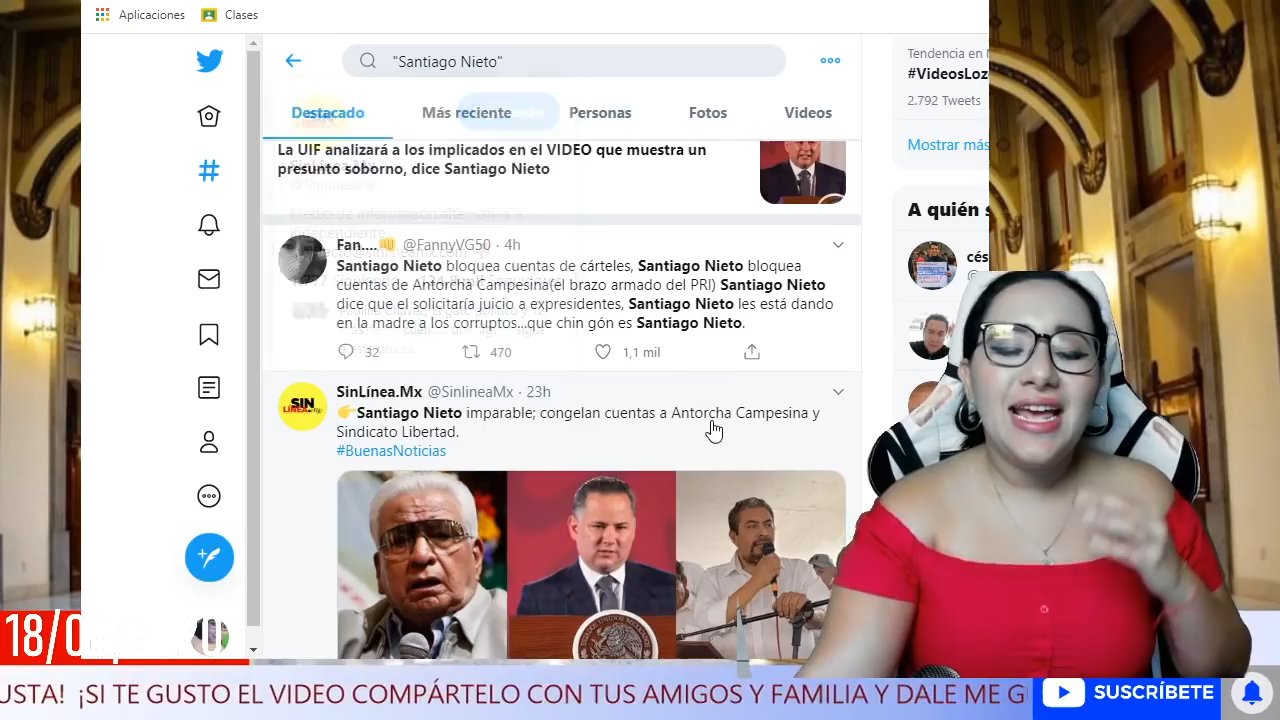 Aplicaciones
Clases
"Santiago Nieto"
Destacado
Más reciente
Personas
Fotos
Videos
La UIF analizará a los implicados en el VIDEO que muestra un
presunto soborno, dice Santiago Nieto
Fan....👊 @FannyVG50 · 4h
Santiago Nieto bloquea cuentas de cárteles, Santiago Nieto bloquea
cuentas de Antorcha Campesina(el brazo armado del PRI) Santiago Nieto
dice que el solicitaría juicio a expresidentes, Santiago Nieto les está dando
en la madre a los corruptos...que chin gón es Santiago Nieto.
32
470
1,1 mil
SinLínea.Mx @SinlineaMx · 23h
👉Santiago Nieto imparable; congelan cuentas a Antorcha Campesina y
Sindicato Libertad.
#BuenasNoticias
SIN
LÍNEA.Mx
Tendencia en
#VideosLoz
2.792 Tweets
Mostrar más
A quién s
cés
@s
18/0
USTA! ¡SI TE GUSTO EL VIDEO COMPÁRTELO CON TUS AMIGOS Y FAMILIA Y DALE ME G
SUSCRÍBETE